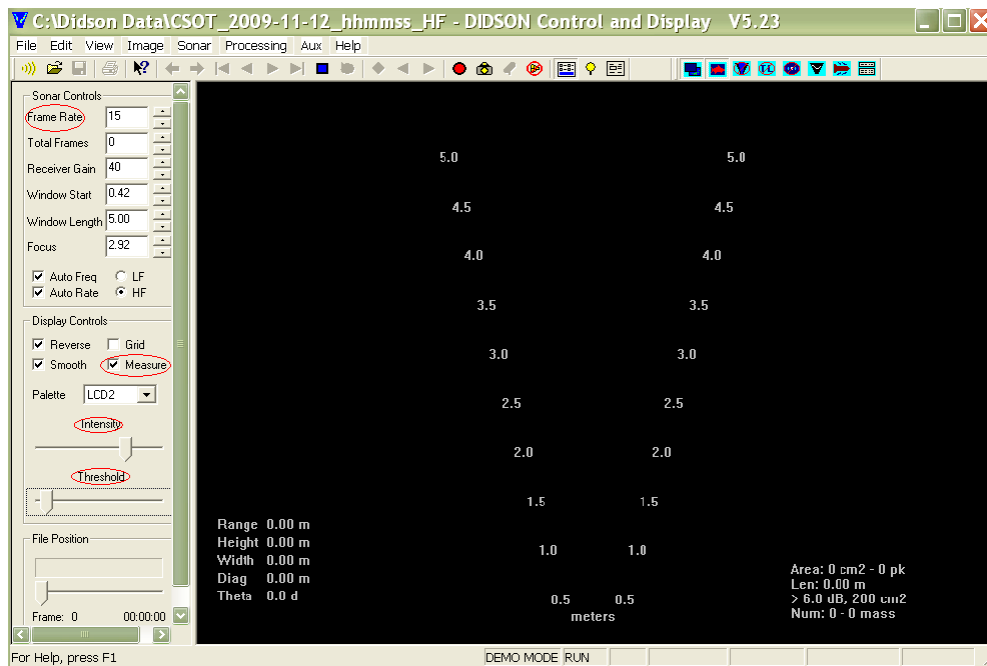 C:\Didson Data\CSOT_2009-11-12_hhmmss_HF - DIDSON Control and Display V5.23
File Edit View Image Sonar Processing Aux Help
Sonar Controls
Frame Rate 15
Total Frames 0
Receiver Gain 40
Window Start 0.42
Window Length 5.00
Focus 2.92
Auto Freq LF
Auto Rate HF
Display Controls
Reverse Grid
Smooth Measure
Palette LCD2
Intensity
Threshold
File Position
Frame: 0 00:00:00
5.0 5.0
4.5 4.5
4.0 4.0
3.5 3.5
3.0 3.0
2.5 2.5
2.0 2.0
1.5 1.5
1.0 1.0
0.5 0.5
meters
Range 0.00 m
Height 0.00 m
Width 0.00 m
Diag 0.00 m
Theta 0.0 d
Area: 0 cm2 - 0 pk
Len: 0.00 m
> 6.0 dB, 200 cm2
Num: 0 - 0 mass
For Help, press F1
DEMO MODE RUN